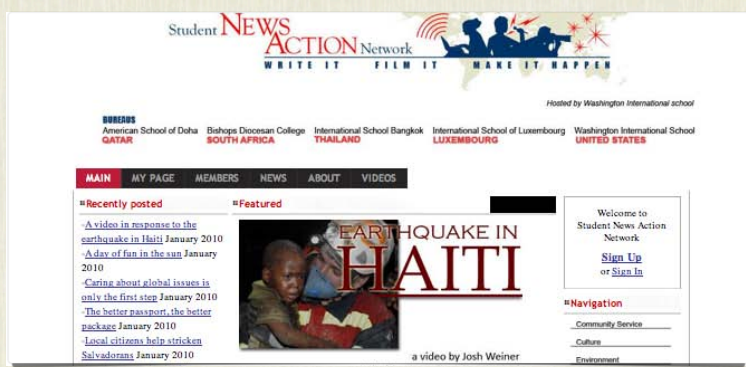 Student NEWS
ACTION Network
WRITE IT FILM IT MAKE IT HAPPEN
Hosted by Washington International school
BUREAUS
American School of Doha Bishops Diocesan College International School Bangkok International School of Luxembourg Washington International School
QATAR SOUTH AFRICA THAILAND LUXEMBOURG UNITED STATES
MAIN MY PAGE MEMBERS NEWS ABOUT VIDEOS
Recently posted
-A video in response to the
earthquake in Haiti January 2010
-A day of fun in the sun January
2010
-Caring about global issues is
only the first step January 2010
-The better passport, the better
package January 2010
-Local citizens help stricken
Salvadorans January 2010
Featured
EARTHQUAKE IN
HAITI
a video by Josh Weiner
Welcome to
Student News Action
Network
Sign Up
or Sign In
Navigation
Community Service
Culture
Environment